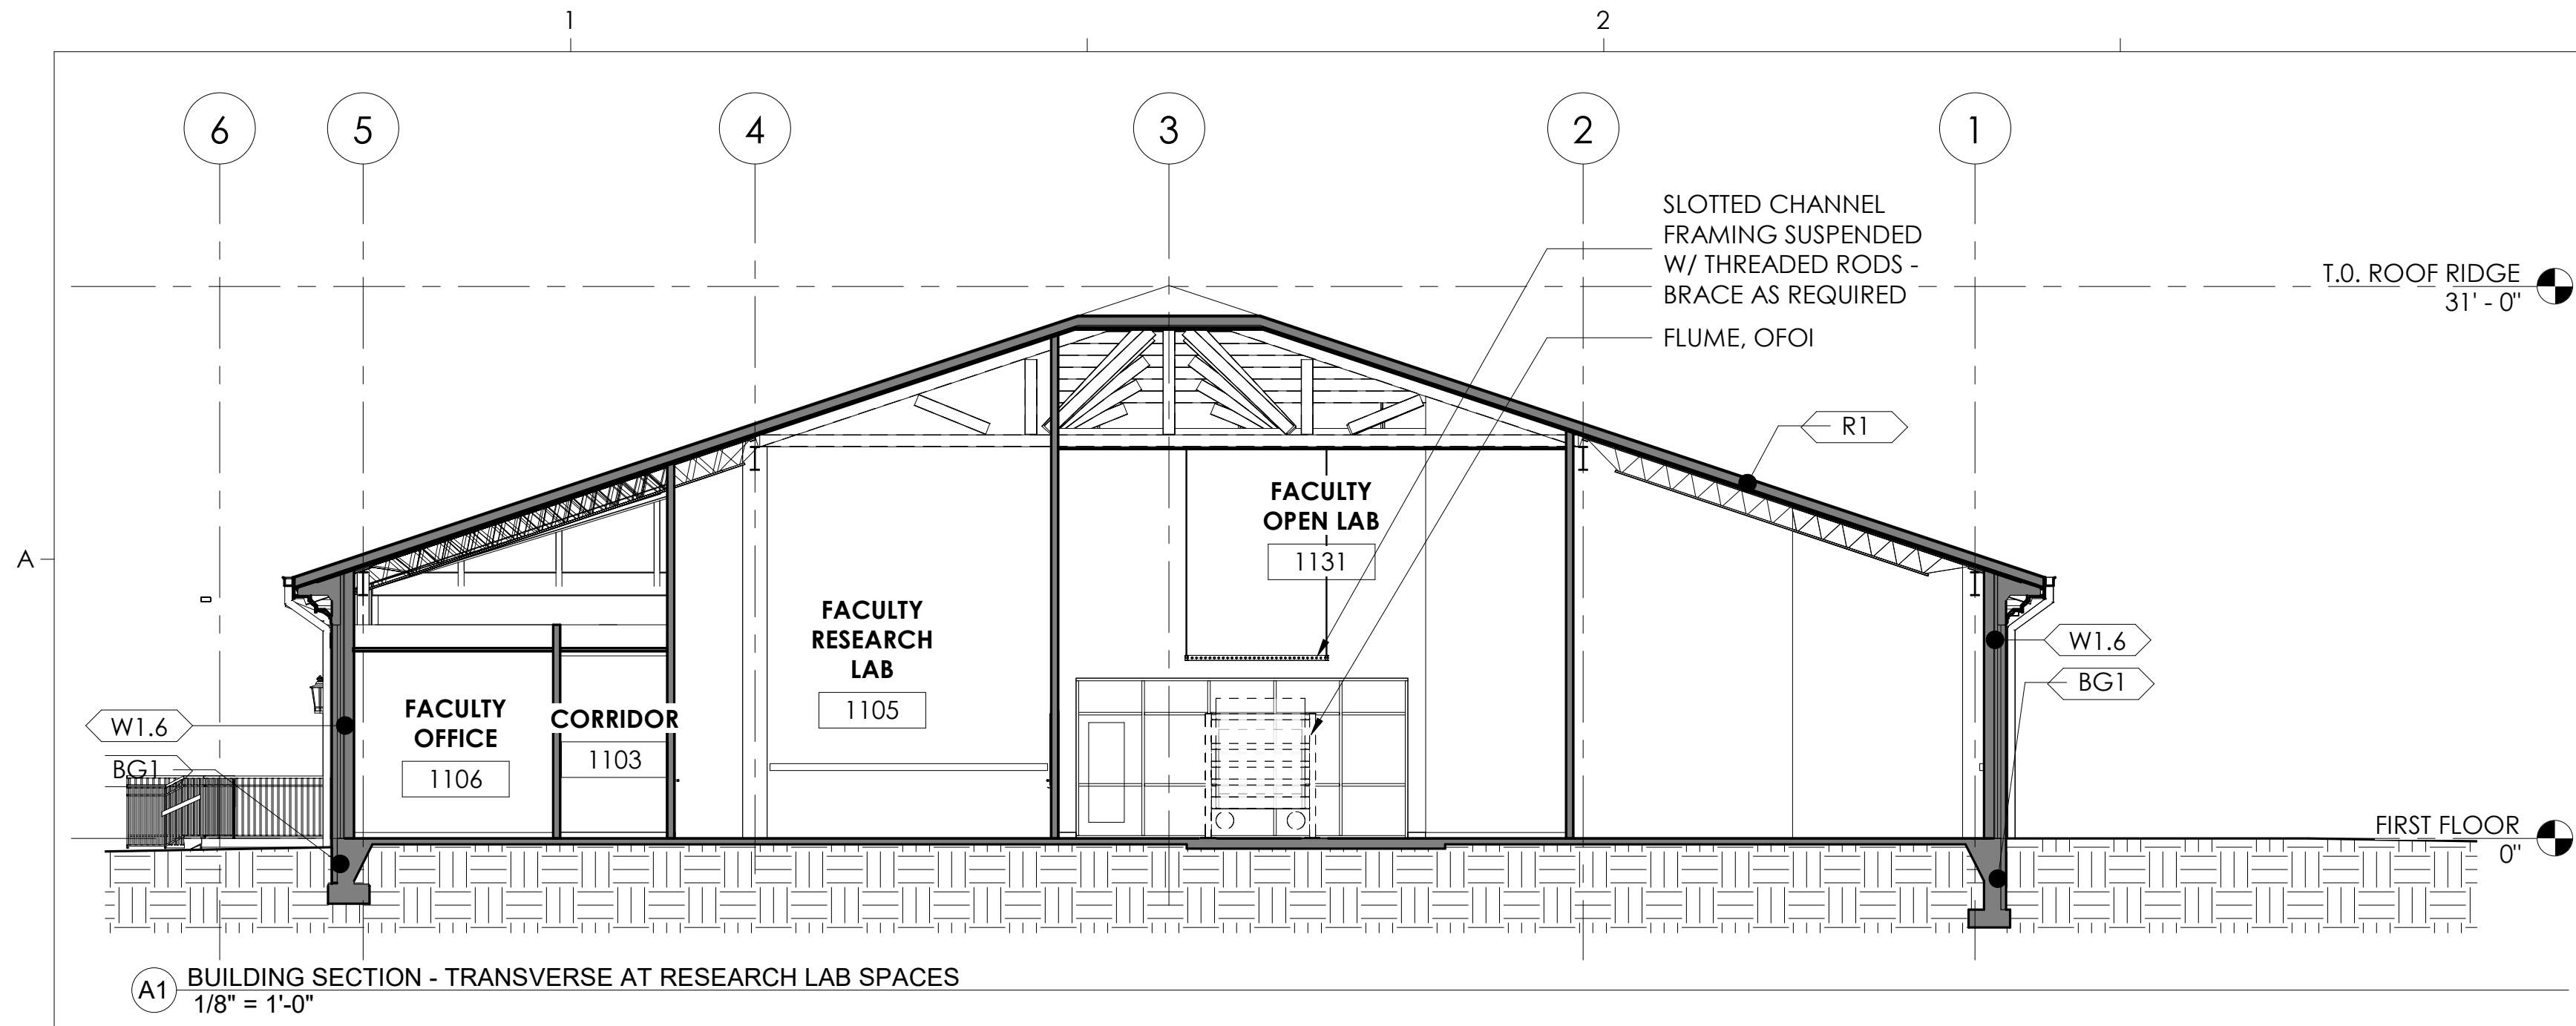 1
2
6
5
4
3
2
1
SLOTTED CHANNEL
FRAMING SUSPENDED
W/ THREADED RODS -
BRACE AS REQUIRED
FLUME, OFOI
T.0. ROOF RIDGE
31' - 0"
R1
A
FACULTY
OPEN LAB
1131
FACULTY
RESEARCH
LAB
1105
W1.6
BG1
FACULTY
OFFICE
1106
CORRIDOR
1103
W1.6
BG1
FIRST FLOOR
0"
A1
BUILDING SECTION - TRANSVERSE AT RESEARCH LAB SPACES
1/8" = 1'-0"